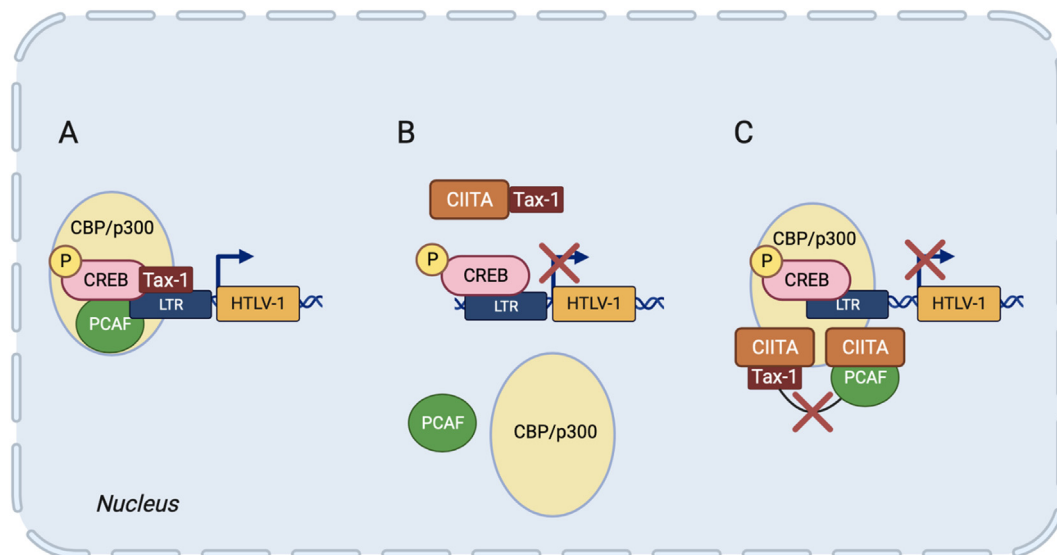 A
CBP/p300
P
CREB
Tax-1
LTR
HTLV-1
PCAF
B
CIITA
Tax-1
P
CREB
LTR
HTLV-1
PCAF
CBP/p300
C
CBP/p300
P
CREB
LTR
HTLV-1
CIITA
CIITA
Tax-1
PCAF
Nucleus